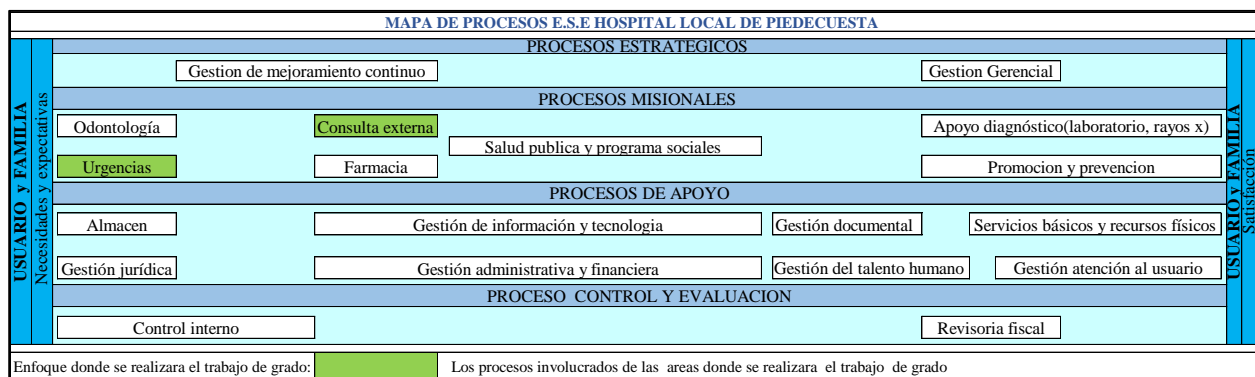 MAPA DE PROCESOS E.S.E HOSPITAL LOCAL DE PIEDECUESTA
USUARIO y FAMILIA
Necesidades y expectativas
PROCESOS ESTRATEGICOS
Gestion de mejoramiento continuo
Gestion Gerencial
PROCESOS MISIONALES
Odontología
Consulta externa
Salud publica y programa sociales
Apoyo diagnóstico(laboratorio, rayos x)
Urgencias
Farmacia
Promocion y prevencion
PROCESOS DE APOYO
Almacen
Gestión de información y tecnologia
Gestión documental
Servicios básicos y recursos físicos
Gestión jurídica
Gestión administrativa y financiera
Gestión del talento humano
Gestión atención al usuario
PROCESO CONTROL Y EVALUACION
Control interno
Revisoria fiscal
USUARIO y FAMILIA
Satisfacción
Enfoque donde se realizara el trabajo de grado:
Los procesos involucrados de las areas donde se realizara el trabajo de grado